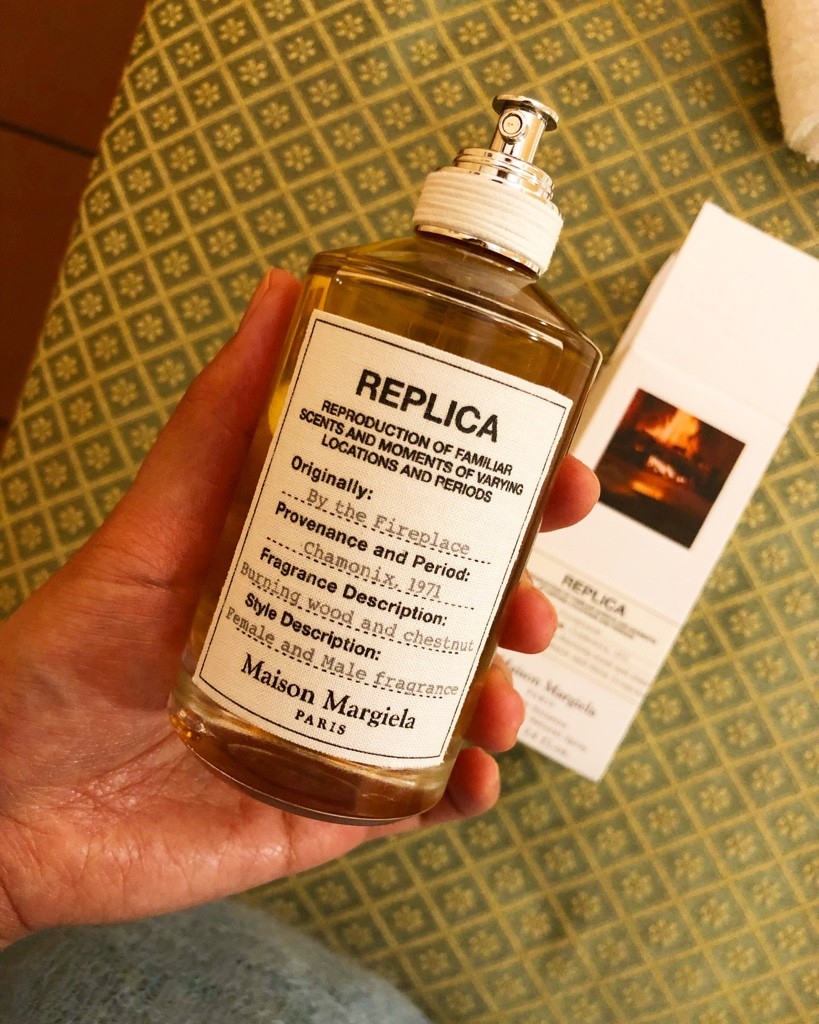 REPLICA
REPRODUCTION OF FAMILIAR
SCENTS AND MOMENTS OF VARYING
LOCATIONS AND PERIODS
Originally:
By the Fireplace
Provenance and Period:
Chamonix, 1971
Fragrance Description:
Burning wood and chestnut
Style Description:
Female and Male fragrance
Maison Margiela
PARIS
REPLICA
Maison Margiela